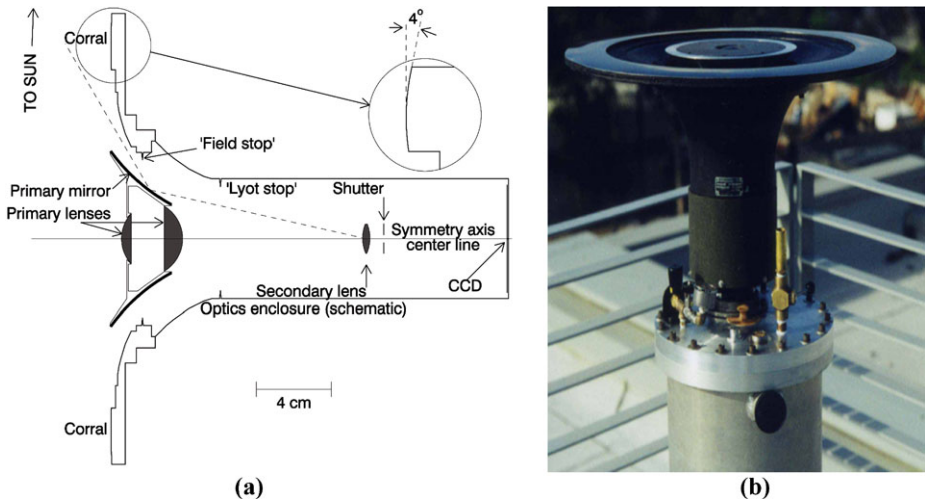 TO SUN
Corral
4°
'Field stop'
Primary mirror
'Lyot stop'
Shutter
Primary lenses
Symmetry axis
center line
Secondary lens
CCD
Optics enclosure (schematic)
4 cm
Corral
(a)
(b)